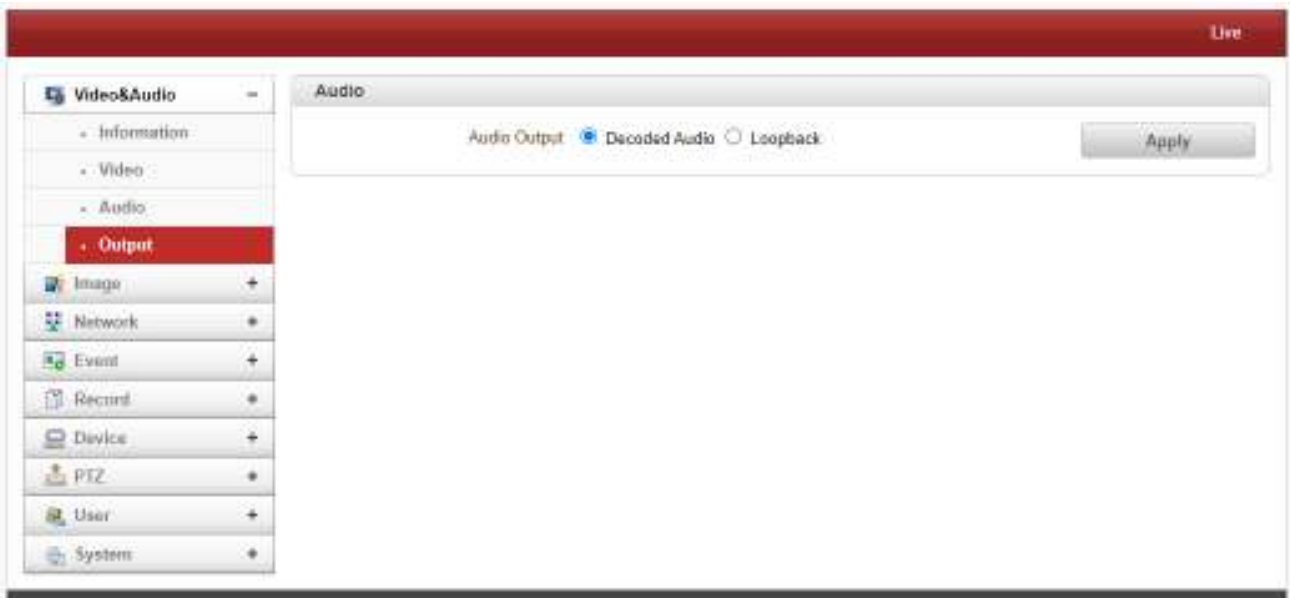 Live
Video&Audio -
Information
Video
Audio
Output
Image +
Network +
Event +
Record +
Device +
PTZ +
User +
System +
Audio
Audio Output Decoded Audio Loopback
Apply